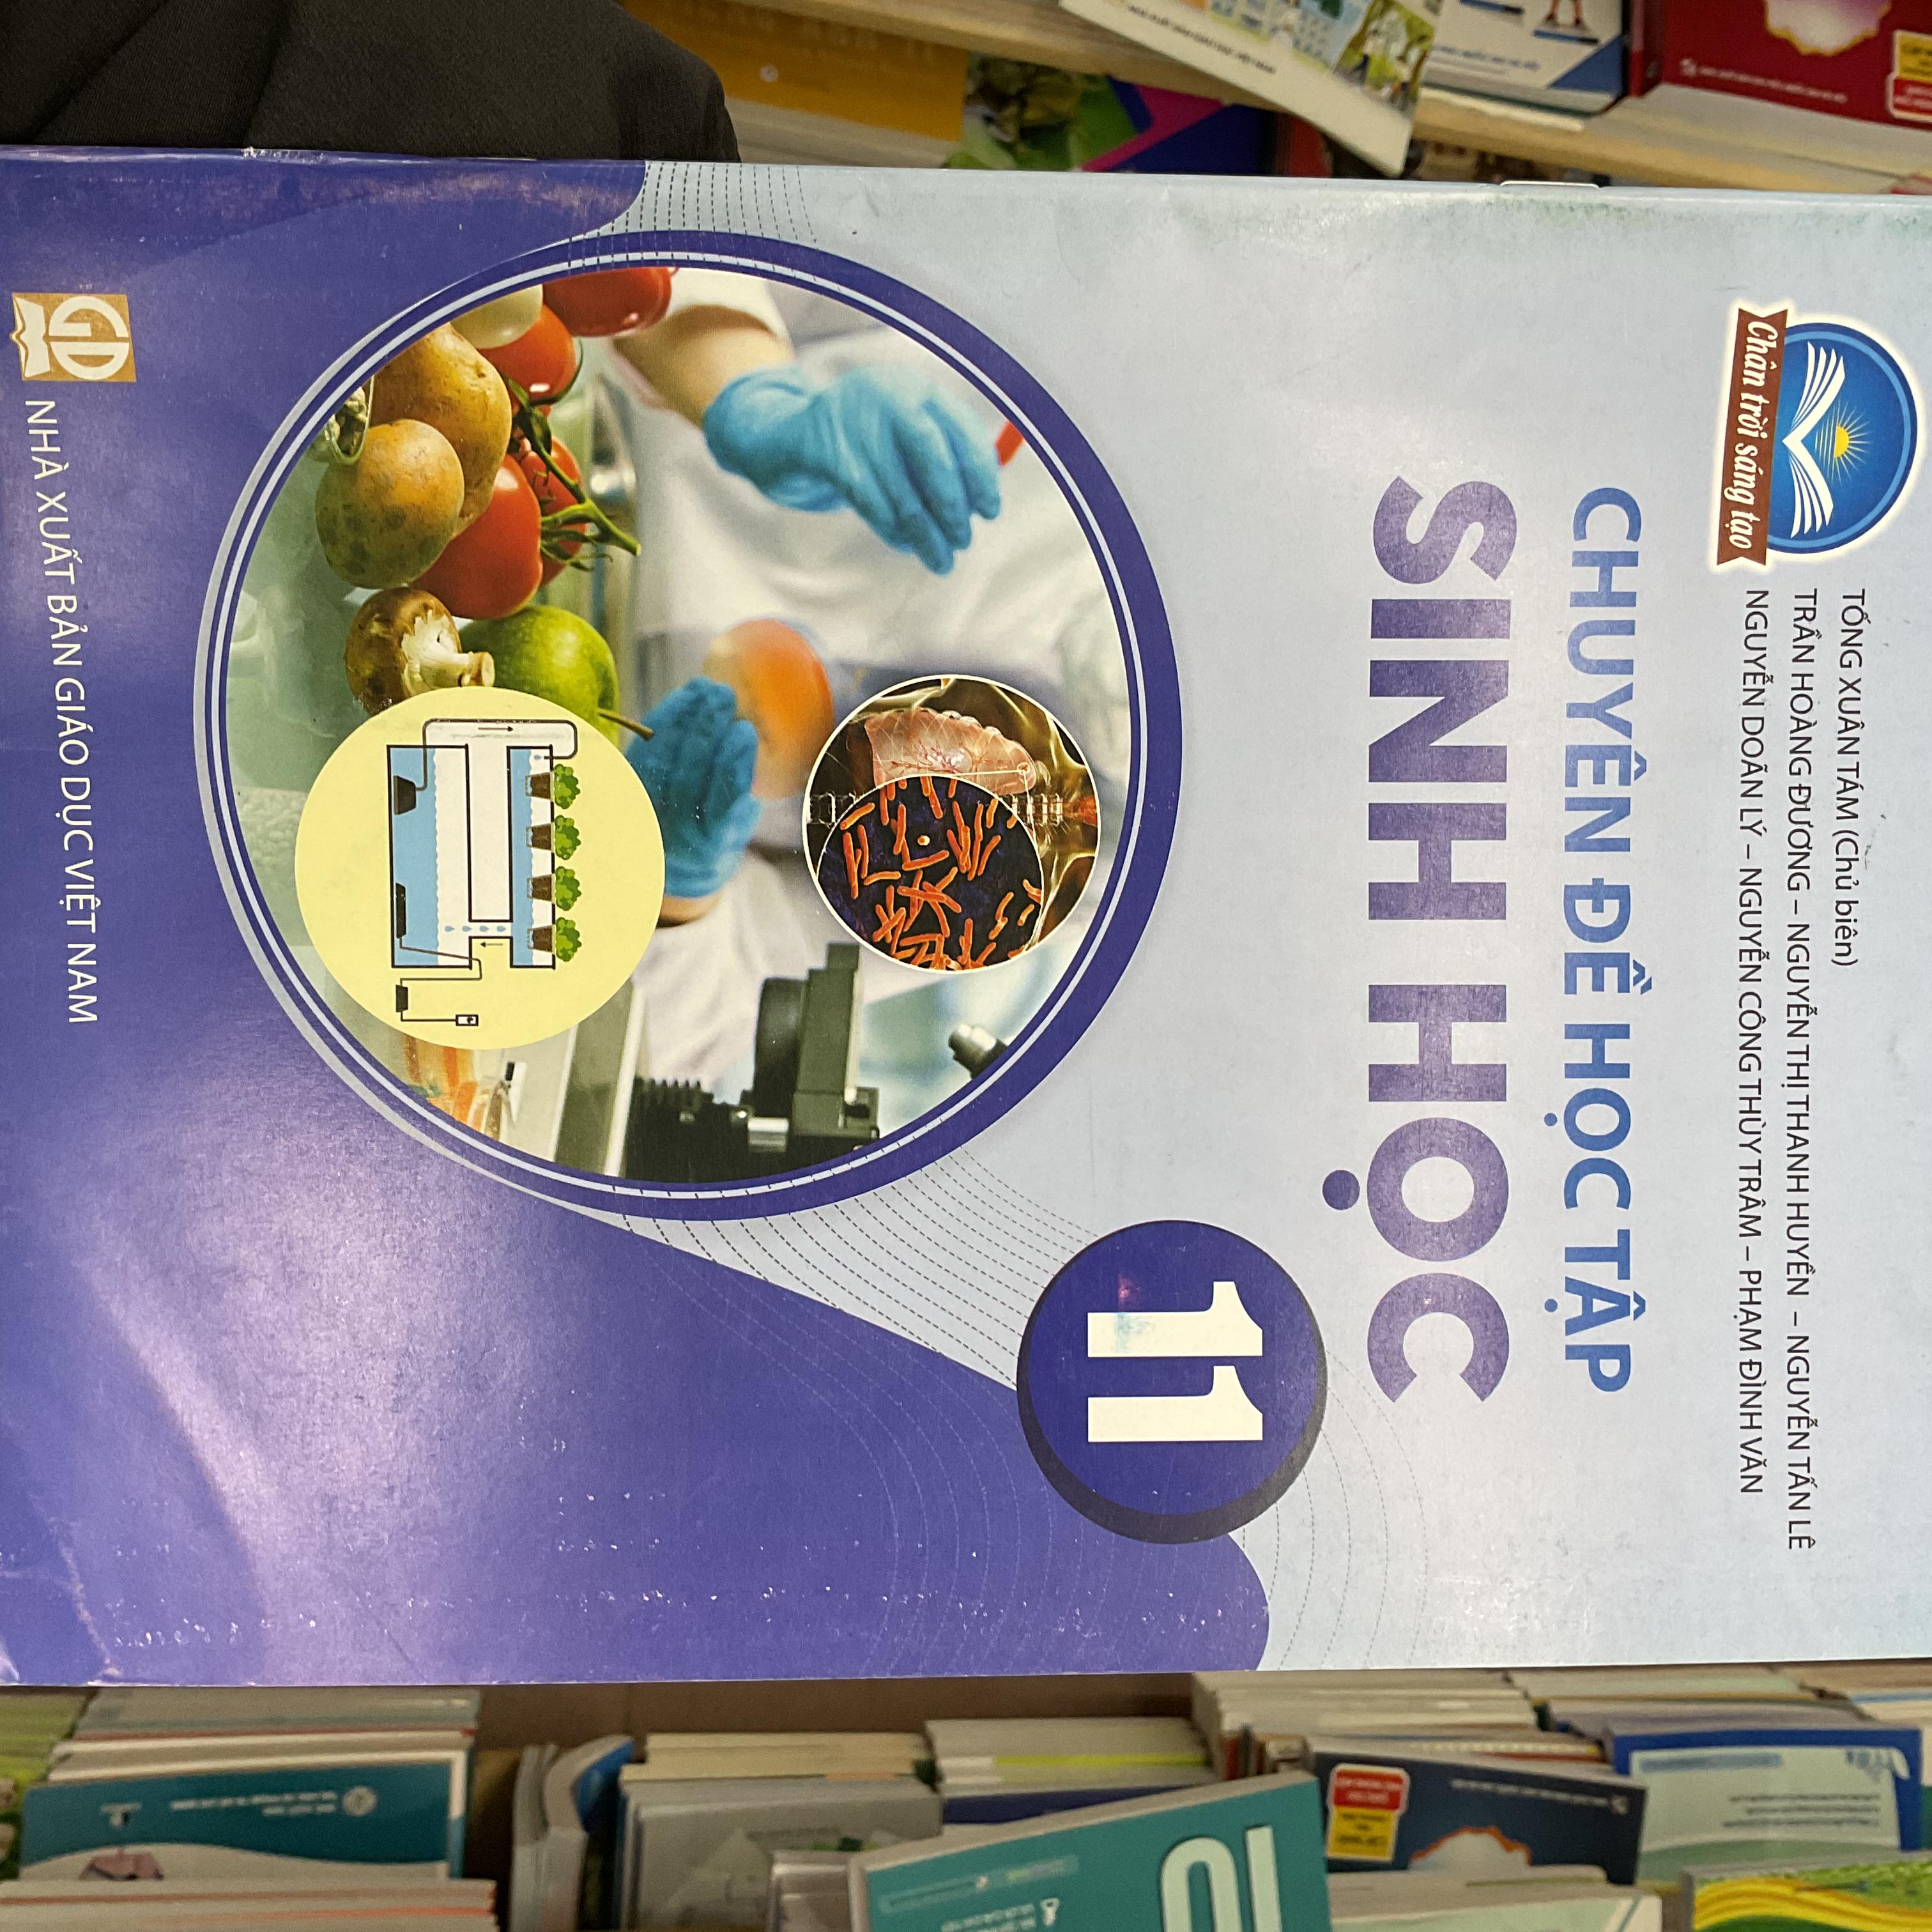 TỐNG XUÂN TÁM (Chủ biên)
TRẦN HOÀNG ĐƯƠNG – NGUYỄN THỊ THANH HUYỀN – NGUYỄN TẤN LÊ
NGUYỄN DOÃN LÝ – NGUYỄN CÔNG THÙY TRÂM – PHẠM ĐÌNH VĂN
Chân trời sáng tạo
CHUYÊN ĐỀ HỌC TẬP
SINH HỌC
11
GD
NHÀ XUẤT BẢN GIÁO DỤC VIỆT NAM
10